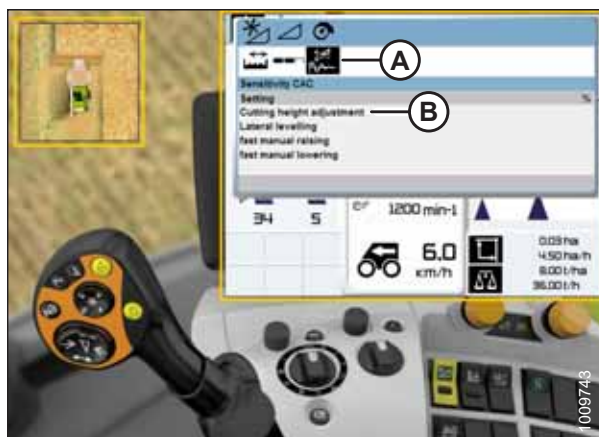 A
Sensitivity CAC
Setting %
Cutting height adjustment
B
Lateral levelling
fast manual raising
fast manual lowering
34 5
1200 min-1
6.0
км/h
0.03 ha
4.50 ha/h
8.00 t/ha
36.00 t/h
1009743